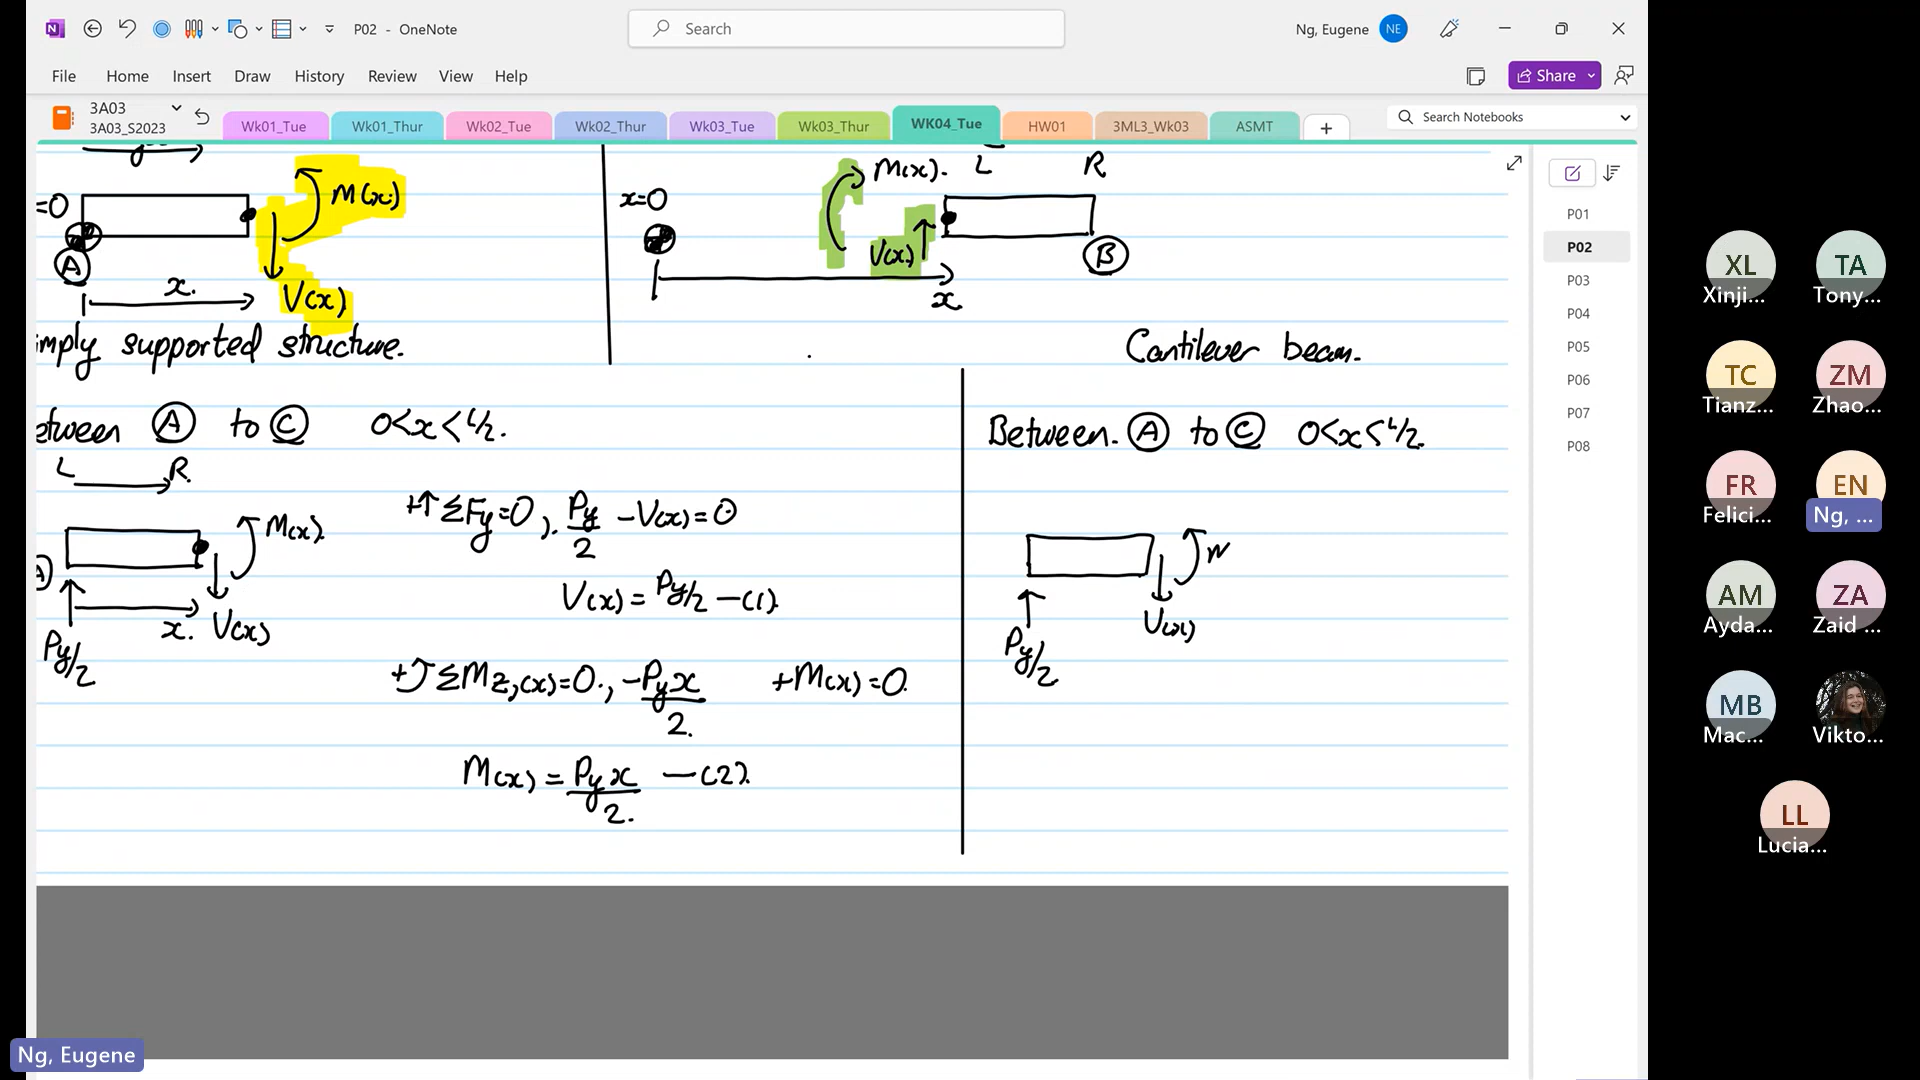 P02 - OneNote
Search
Ng, Eugene
NE
File Home Insert Draw History Review View Help
Share
3A03
3A03_S2023
Wk01_Tue Wk01_Thur Wk02_Tue Wk02_Thur Wk03_Tue Wk03_Thur WK04_Tue HW01 3ML3_Wk03 ASMT +
Search Notebooks
P01
P02
P03
P04
P05
P06
P07
P08
=0
A
M(x)
V(x)
x.
x=0
M(x).
V(x)
x
L R
B
imply supported structure.
Cantilever beam.
etween A to C 0<x<L/2.
L R
M(x).
A
x. V(x)
Py/2
+↑ ΣFy=0, Py/2 -V(x)=0
V(x)= Py/2 —(1)
+ ΣMz,(x)=0., -Pyx/2. +M(x)=0.
M(x) = Pyx/2. —(2).
Between. A to C 0<x<L/2.
V(x)
Py/2
XL Xinji...
TA Tony...
TC Tianz...
ZM Zhao...
FR Felici...
EN Ng, ...
AM Ayda...
ZA Zaid ...
MB Mac...
Vikto...
LL Lucia...
Ng, Eugene